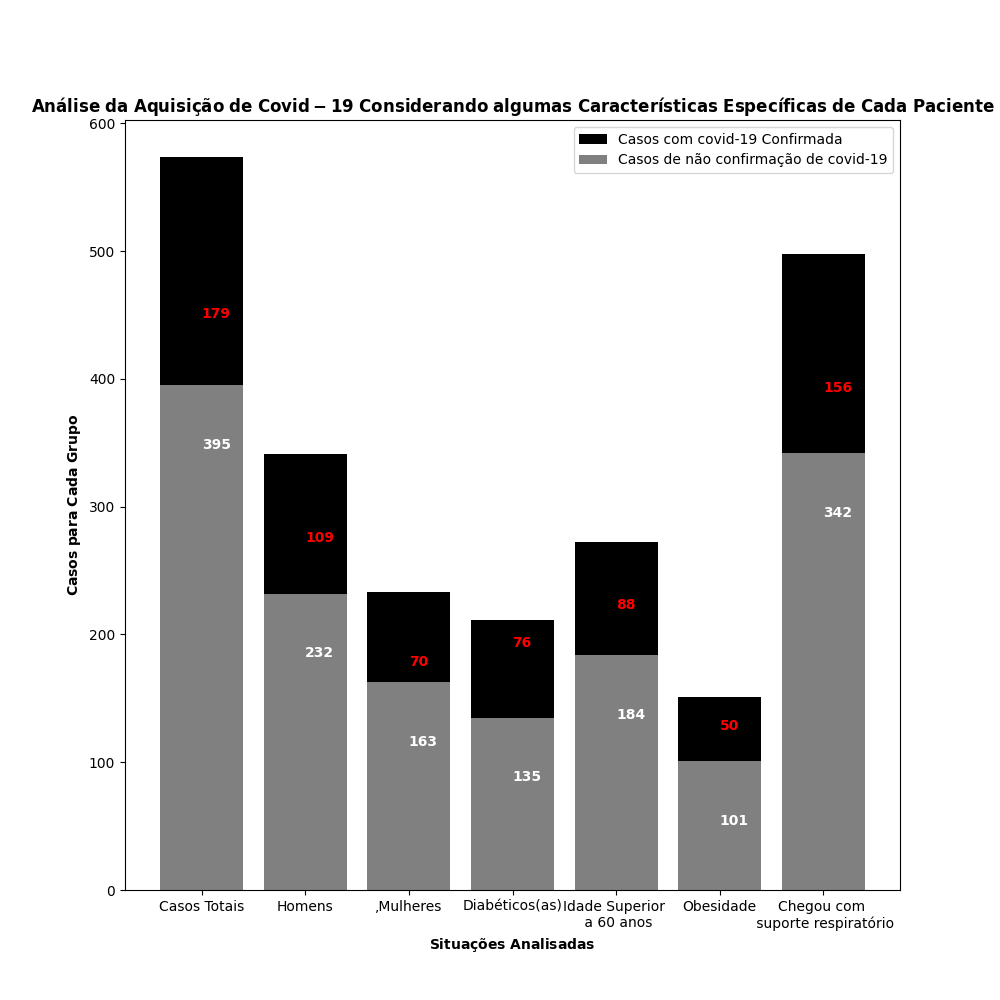 Análise da Aquisição de Covid − 19 Considerando algumas Características Específicas de Cada Paciente
Casos com covid-19 Confirmada
Casos de não confirmação de covid-19
Casos para Cada Grupo
600
500
400
300
200
100
0
179
395
109
232
70
163
76
135
88
184
50
101
156
342
Casos Totais
Homens
,Mulheres
Diabéticos(as)
Idade Superior
a 60 anos
Obesidade
Chegou com
suporte respiratório
Situações Analisadas